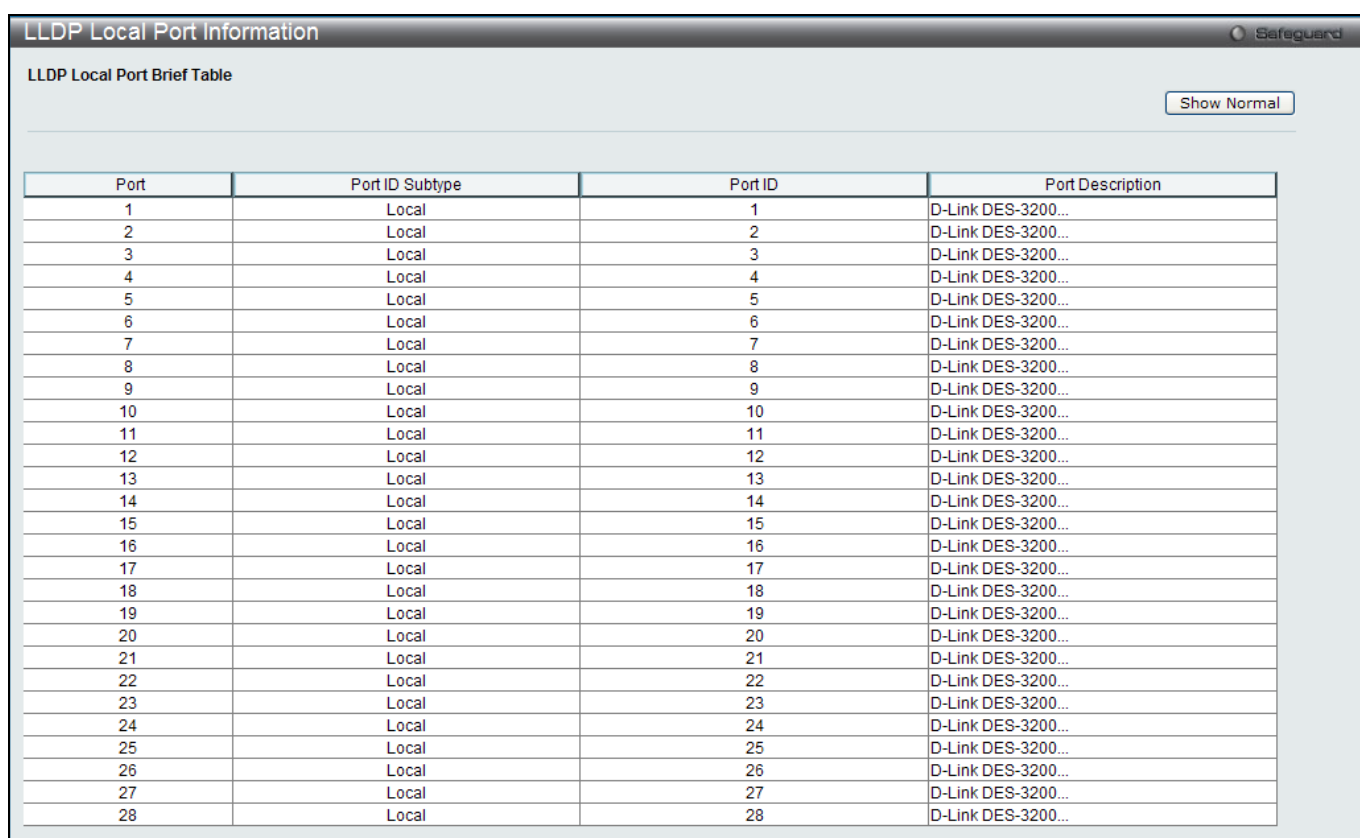 LLDP Local Port Information
Safeguard
LLDP Local Port Brief Table
Show Normal
Port Port ID Subtype Port ID Port Description
1 Local 1 D-Link DES-3200...
2 Local 2 D-Link DES-3200...
3 Local 3 D-Link DES-3200...
4 Local 4 D-Link DES-3200...
5 Local 5 D-Link DES-3200...
6 Local 6 D-Link DES-3200...
7 Local 7 D-Link DES-3200...
8 Local 8 D-Link DES-3200...
9 Local 9 D-Link DES-3200...
10 Local 10 D-Link DES-3200...
11 Local 11 D-Link DES-3200...
12 Local 12 D-Link DES-3200...
13 Local 13 D-Link DES-3200...
14 Local 14 D-Link DES-3200...
15 Local 15 D-Link DES-3200...
16 Local 16 D-Link DES-3200...
17 Local 17 D-Link DES-3200...
18 Local 18 D-Link DES-3200...
19 Local 19 D-Link DES-3200...
20 Local 20 D-Link DES-3200...
21 Local 21 D-Link DES-3200...
22 Local 22 D-Link DES-3200...
23 Local 23 D-Link DES-3200...
24 Local 24 D-Link DES-3200...
25 Local 25 D-Link DES-3200...
26 Local 26 D-Link DES-3200...
27 Local 27 D-Link DES-3200...
28 Local 28 D-Link DES-3200...